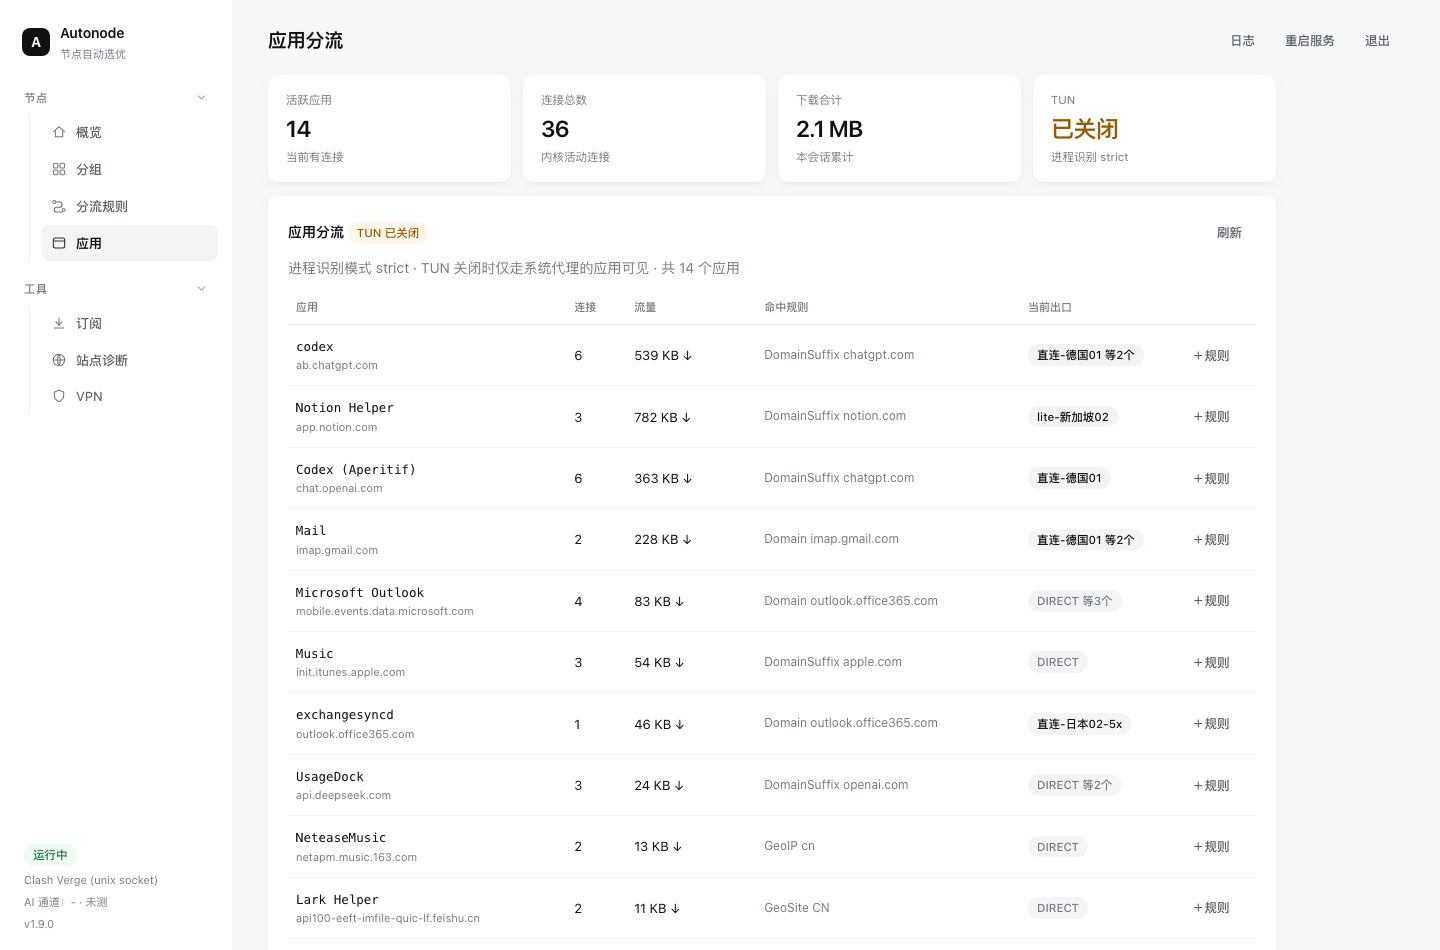 A
Autonode
节点自动选优
节点
概览
分组
分流规则
应用
工具
订阅
站点诊断
VPN
运行中
Clash Verge (unix socket)
AI 通道: - · 未测
v1.9.0
应用分流
日志
重启服务
退出
活跃应用
14
当前有连接
连接总数
36
内核活动连接
下载合计
2.1 MB
本会话累计
TUN
已关闭
进程识别 strict
应用分流 TUN 已关闭
刷新
进程识别模式 strict · TUN 关闭时仅走系统代理的应用可见 · 共 14 个应用
应用 连接 流量 命中规则 当前出口
codex
ab.chatgpt.com
6 539 KB ↓ DomainSuffix chatgpt.com 直连-德国01 等2个 +规则
Notion Helper
app.notion.com
3 782 KB ↓ DomainSuffix notion.com lite-新加坡02 +规则
Codex (Aperitif)
chat.openai.com
6 363 KB ↓ DomainSuffix chatgpt.com 直连-德国01 +规则
Mail
imap.gmail.com
2 228 KB ↓ Domain imap.gmail.com 直连-德国01 等2个 +规则
Microsoft Outlook
mobile.events.data.microsoft.com
4 83 KB ↓ Domain outlook.office365.com DIRECT 等3个 +规则
Music
init.itunes.apple.com
3 54 KB ↓ DomainSuffix apple.com DIRECT +规则
exchangesyncd
outlook.office365.com
1 46 KB ↓ Domain outlook.office365.com 直连-日本02-5x +规则
UsageDock
api.deepseek.com
3 24 KB ↓ DomainSuffix openai.com DIRECT 等2个 +规则
NeteaseMusic
netapm.music.163.com
2 13 KB ↓ GeoIP cn DIRECT +规则
Lark Helper
api100-eeft-imfile-quic-lf.feishu.cn
2 11 KB ↓ GeoSite CN DIRECT +规则